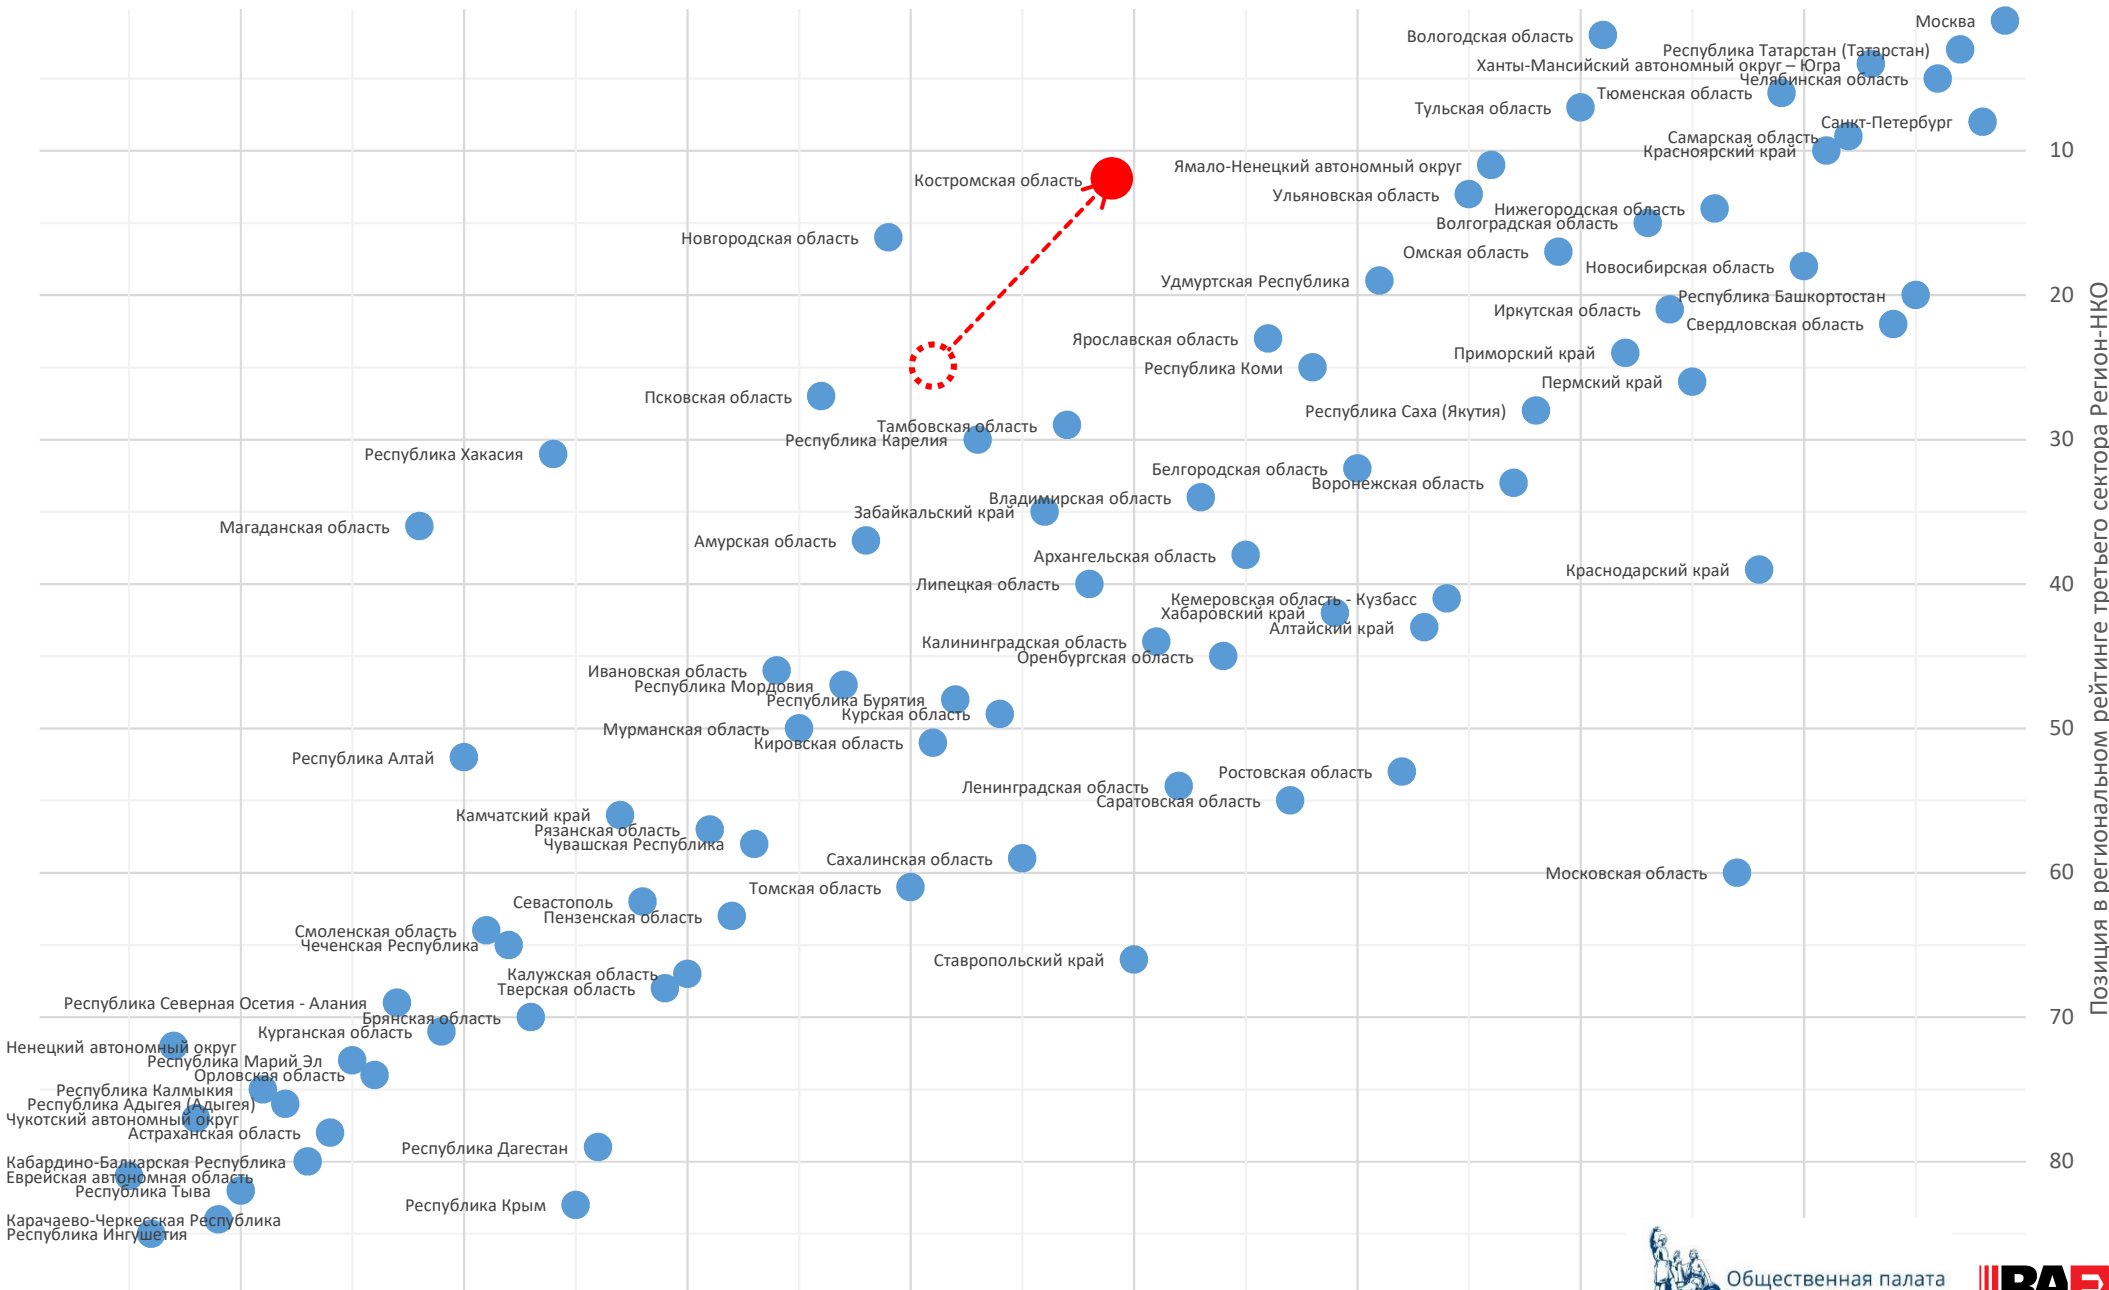 Москва
Вологодская область
Республика Татарстан (Татарстан)
Ханты-Мансийский автономный округ – Югра
Челябинская область
Тюменская область
Тульская область
Санкт-Петербург
Самарская область
Красноярский край
10
Ямало-Ненецкий автономный округ
Костромская область
Ульяновская область
Нижегородская область
Волгоградская область
Новгородская область
Омская область
Новосибирская область
Удмуртская Республика
Республика Башкортостан
20
Иркутская область
Свердловская область
Ярославская область
Приморский край
Республика Коми
Пермский край
Псковская область
Республика Саха (Якутия)
Тамбовская область
Республика Карелия
30
Республика Хакасия
Белгородская область
Воронежская область
Владимирская область
Забайкальский край
Магаданская область
Амурская область
Архангельская область
Краснодарский край
Липецкая область
40
Кемеровская область - Кузбасс
Хабаровский край
Алтайский край
Калининградская область
Оренбургская область
Ивановская область
Республика Мордовия
Республика Бурятия
Курская область
Мурманская область
50
Кировская область
Республика Алтай
Ростовская область
Ленинградская область
Саратовская область
Камчатский край
Рязанская область
Чувашская Республика
Сахалинская область
Московская область
60
Томская область
Севастополь
Пензенская область
Смоленская область
Чеченская Республика
Ставропольский край
Калужская область
Тверская область
Республика Северная Осетия - Алания
Брянская область
70
Курганская область
Ненецкий автономный округ
Республика Марий Эл
Орловская область
Республика Калмыкия
Республика Адыгея (Адыгея)
Чукотский автономный округ
Астраханская область
Республика Дагестан
Кабардино-Балкарская Республика
80
Еврейская автономная область
Республика Тыва
Республика Крым
Карачаево-Черкесская Республика
Республика Ингушетия
Позиция в региональном рейтинге третьего сектора Регион-НКО
Общественная палата